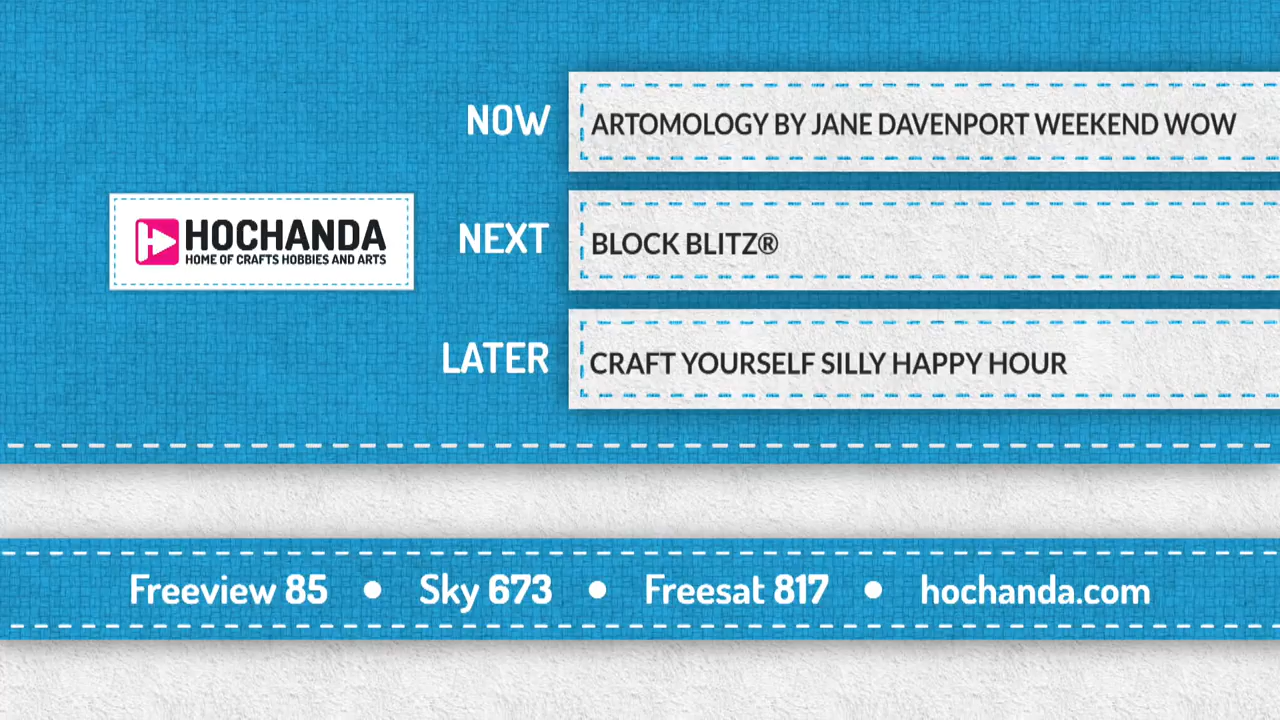 NOW
ARTOMOLOGY BY JANE DAVENPORT WEEKEND WOW
HOCHANDA
HOME OF CRAFTS HOBBIES AND ARTS
NEXT
BLOCK BLITZ®
LATER
CRAFT YOURSELF SILLY HAPPY HOUR
Freeview 85 • Sky 673 • Freesat 817 • hochanda.com